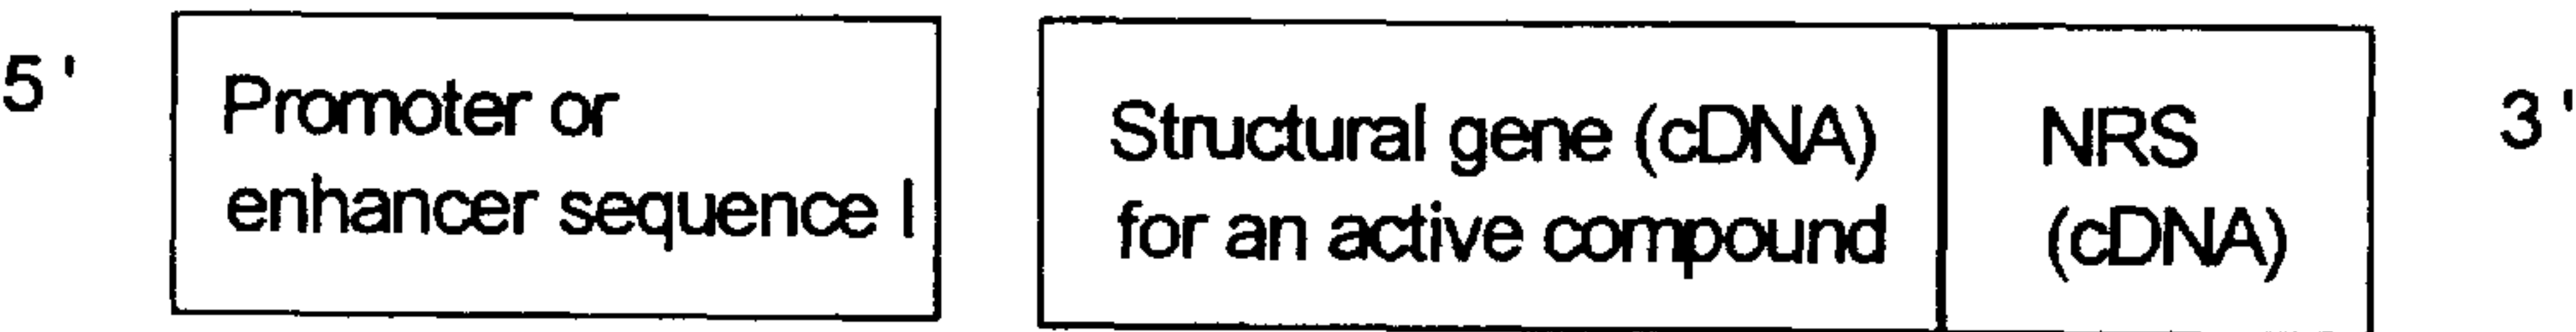 5'
Promoter or
enhancer sequence I
Structural gene (cDNA)
for an active compound
NRS
(cDNA)
3'